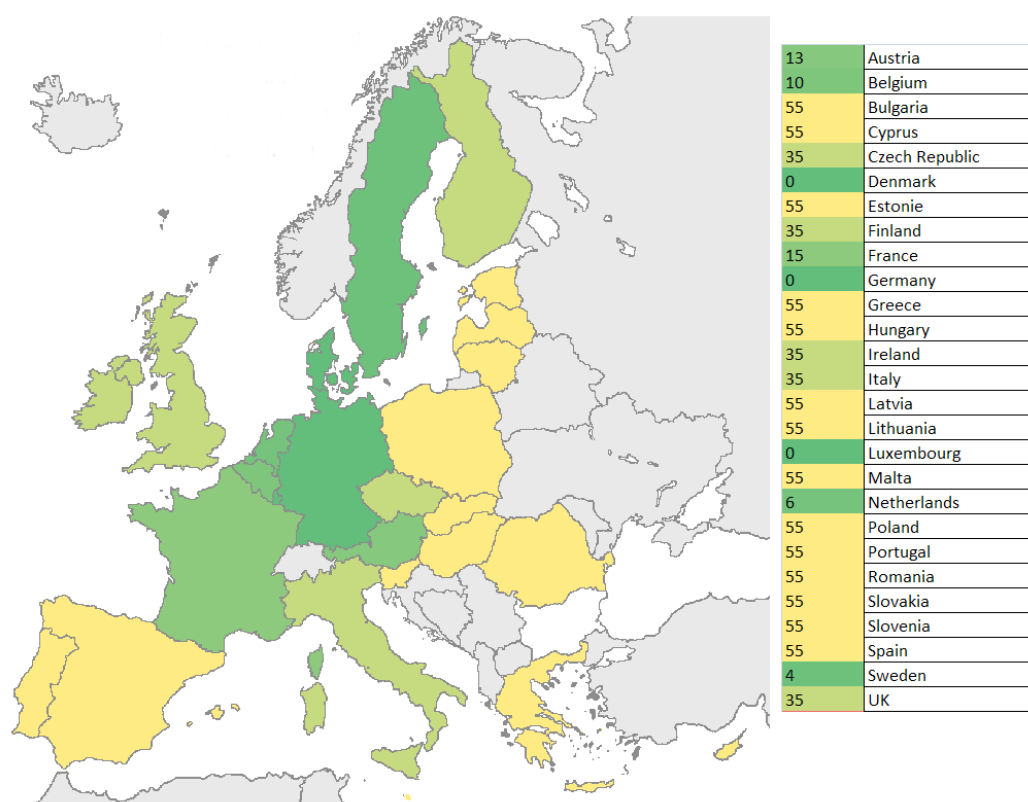 13 Austria
10 Belgium
55 Bulgaria
55 Cyprus
35 Czech Republic
0 Denmark
55 Estonie
35 Finland
15 France
0 Germany
55 Greece
55 Hungary
35 Ireland
35 Italy
55 Latvia
55 Lithuania
0 Luxembourg
55 Malta
6 Netherlands
55 Poland
55 Portugal
55 Romania
55 Slovakia
55 Slovenia
55 Spain
4 Sweden
35 UK